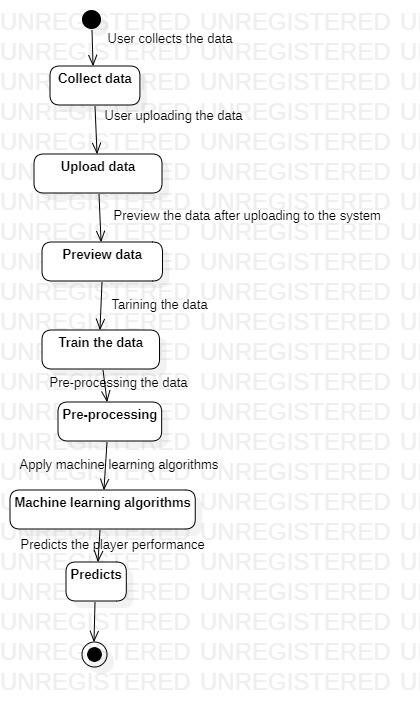 User collects the data
Collect data
User uploading the data
Upload data
Preview the data after uploading to the system
Preview data
Tarining the data
Train the data
Pre-processing the data
Pre-processing
Apply machine learning algorithms
Machine learning algorithms
Predicts the player performance
Predicts
UNREGISTERED